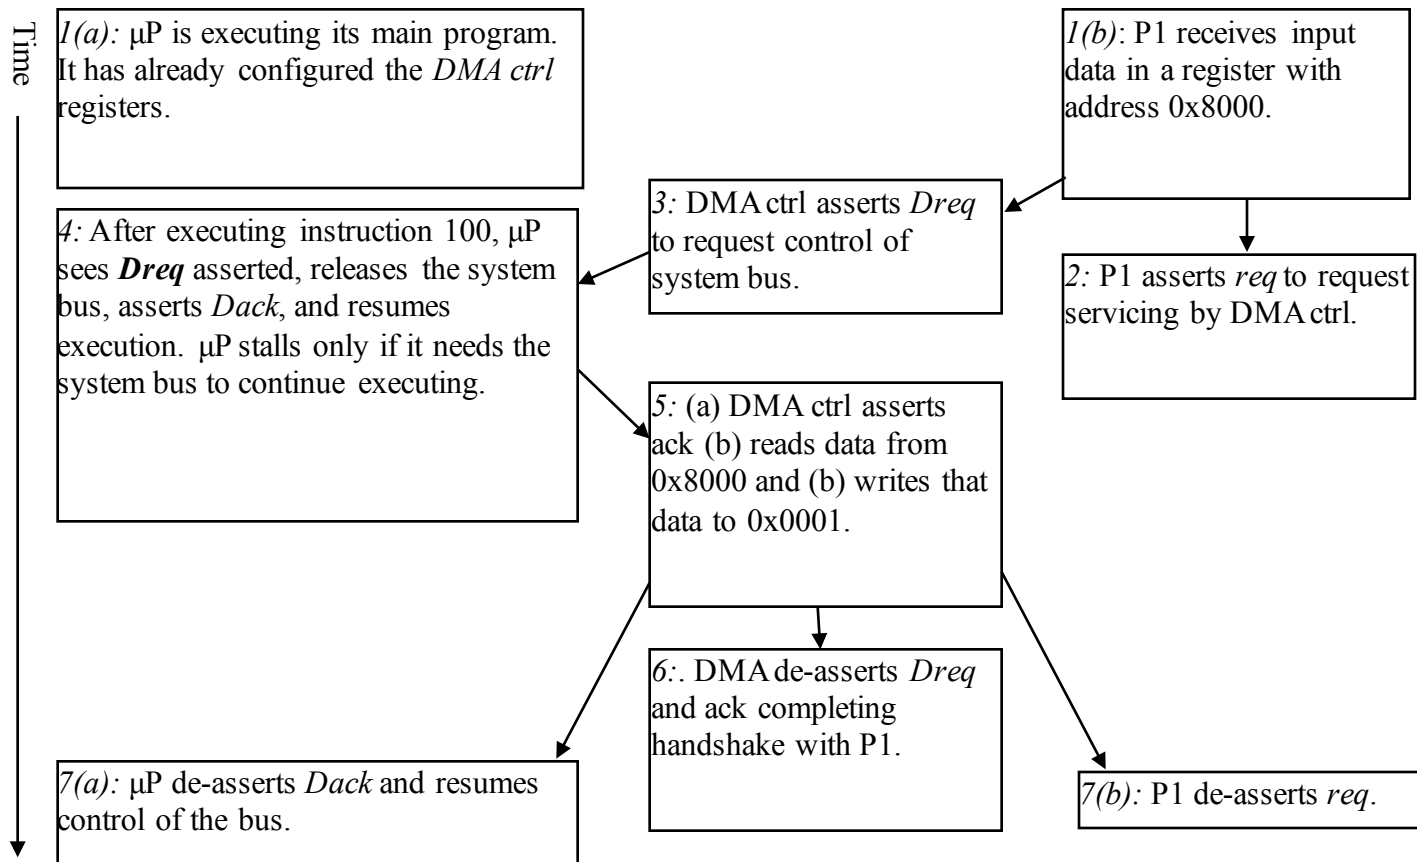 Time
1(a): μP is executing its main program.
It has already configured the DMA ctrl
registers.
1(b): P1 receives input
data in a register with
address 0x8000.
2: P1 asserts req to request
servicing by DMA ctrl.
3: DMA ctrl asserts Dreq
to request control of
system bus.
4: After executing instruction 100, μP
sees Dreq asserted, releases the system
bus, asserts Dack, and resumes
execution. μP stalls only if it needs the
system bus to continue executing.
5: (a) DMA ctrl asserts
ack (b) reads data from
0x8000 and (b) writes that
data to 0x0001.
6:. DMA de-asserts Dreq
and ack completing
handshake with P1.
7(a): μP de-asserts Dack and resumes
control of the bus.
7(b): P1 de-asserts req.